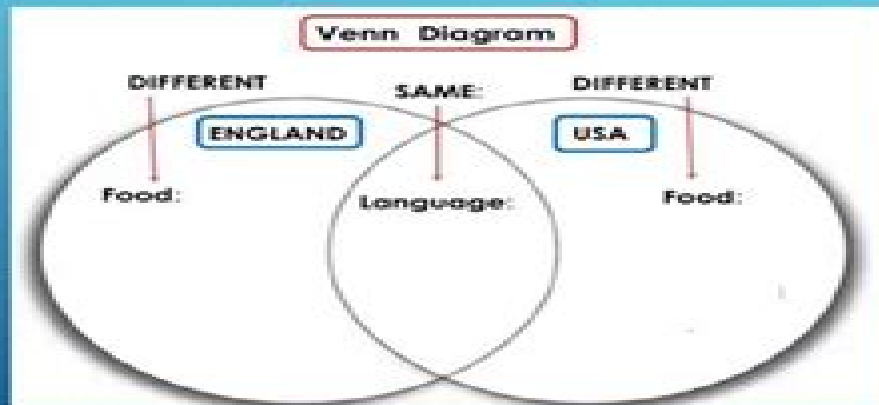 Venn Diagram
DIFFERENT SAME: DIFFERENT
ENGLAND USA
Food: Language: Food: